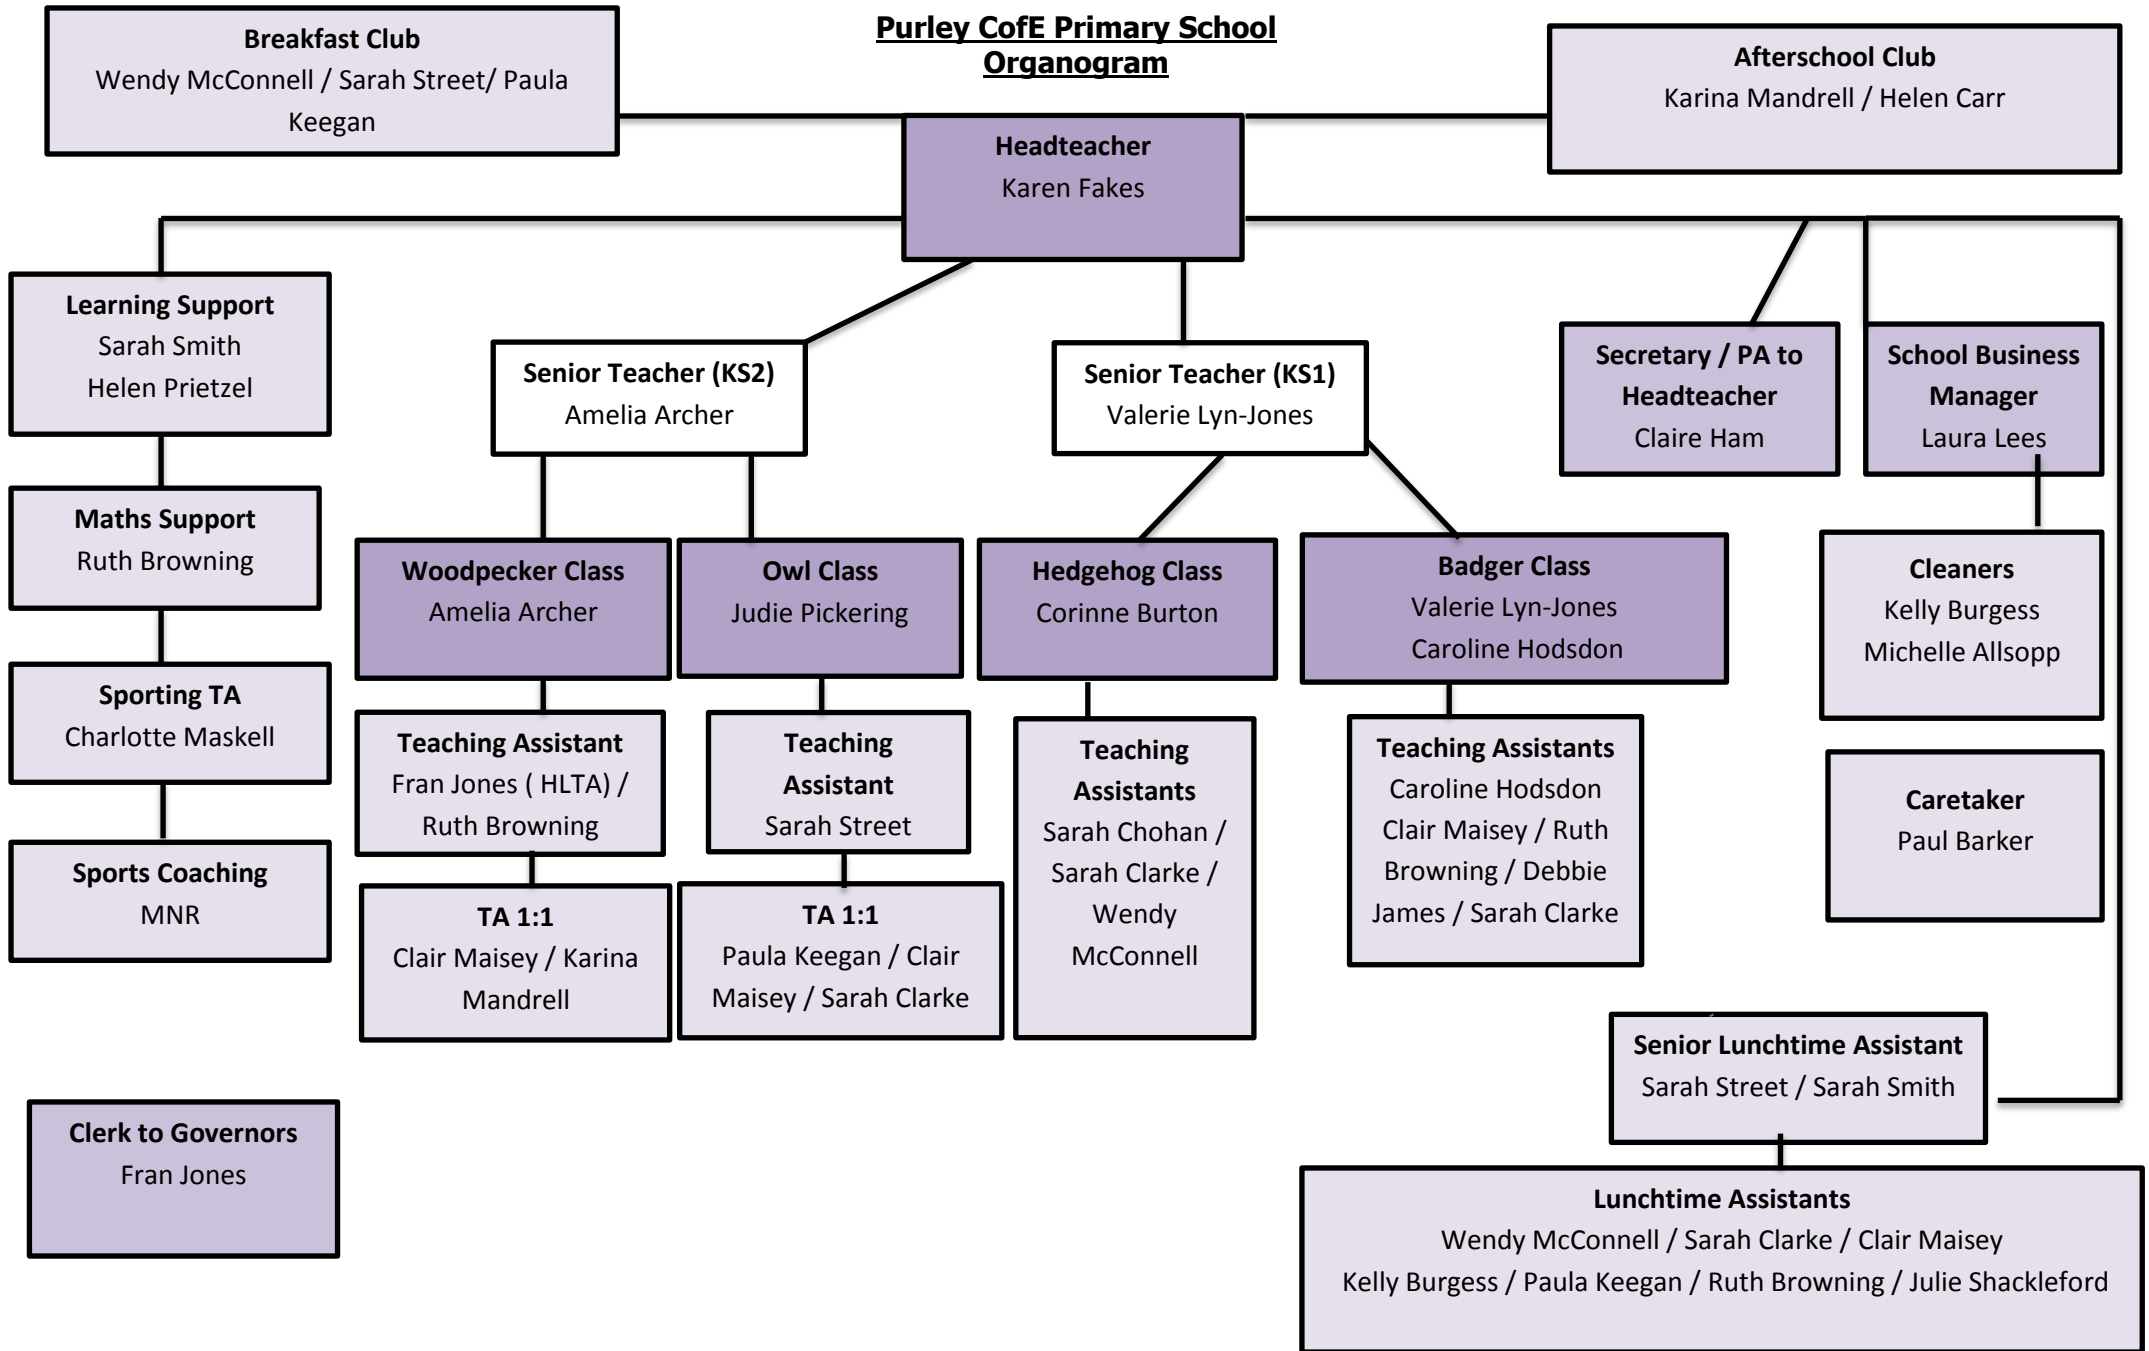 Purley CofE Primary School
Organogram
Breakfast Club
Wendy McConnell / Sarah Street/ Paula
Keegan
Afterschool Club
Karina Mandrell / Helen Carr
Headteacher
Karen Fakes
Learning Support
Sarah Smith
Helen Prietzel
Maths Support
Ruth Browning
Sporting TA
Charlotte Maskell
Sports Coaching
MNR
Senior Teacher (KS2)
Amelia Archer
Senior Teacher (KS1)
Valerie Lyn-Jones
Secretary / PA to
Headteacher
Claire Ham
School Business
Manager
Laura Lees
Woodpecker Class
Amelia Archer
Owl Class
Judie Pickering
Hedgehog Class
Corinne Burton
Badger Class
Valerie Lyn-Jones
Caroline Hodsdon
Cleaners
Kelly Burgess
Michelle Allsopp
Teaching Assistant
Fran Jones ( HLTA) /
Ruth Browning
Teaching
Assistant
Sarah Street
Teaching
Assistants
Sarah Chohan /
Sarah Clarke /
Wendy
McConnell
Teaching Assistants
Caroline Hodsdon
Clair Maisey / Ruth
Browning / Debbie
James / Sarah Clarke
Caretaker
Paul Barker
TA 1:1
Clair Maisey / Karina
Mandrell
TA 1:1
Paula Keegan / Clair
Maisey / Sarah Clarke
Senior Lunchtime Assistant
Sarah Street / Sarah Smith
Clerk to Governors
Fran Jones
Lunchtime Assistants
Wendy McConnell / Sarah Clarke / Clair Maisey
Kelly Burgess / Paula Keegan / Ruth Browning / Julie Shackleford